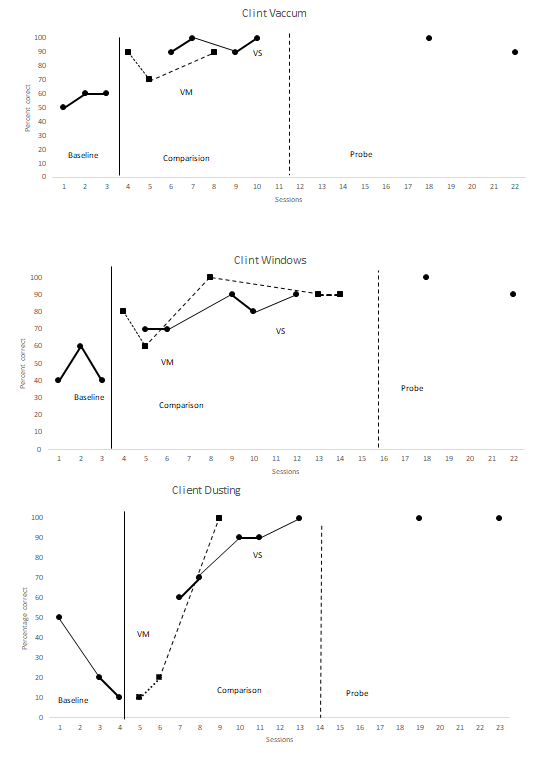 Clint Vaccum
100
90
80
70
60
50
40
30
20
10
0
Percent correct
VS
VM
Baseline
Comparision
Probe
1 2 3 4 5 6 7 8 9 10 11 12 13 14 15 16 17 18 19 20 21 22
Sessions
Clint Windows
100
90
80
70
60
50
40
30
20
10
0
Percent correct
VS
VM
Baseline
Comparison
Probe
1 2 3 4 5 6 7 8 9 10 11 12 13 14 15 16 17 18 19 20 21 22
Sessions
Client Dusting
100
90
80
70
60
50
40
30
20
10
0
Percentage correct
VS
VM
Baseline
Comparison
Probe
1 2 3 4 5 6 7 8 9 10 11 12 13 14 15 16 17 18 19 20 21 22 23
Sessions